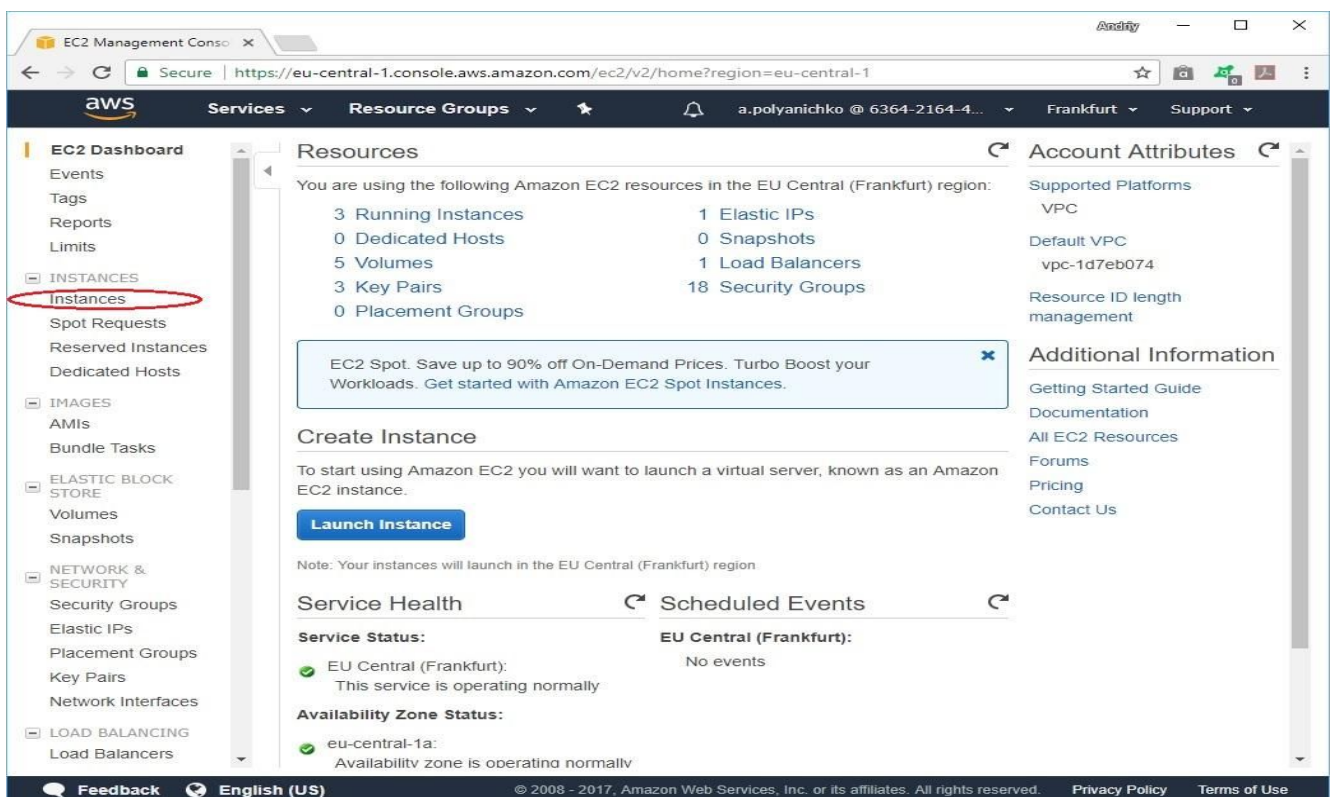 Andriy
EC2 Management Conso
Secure https://eu-central-1.console.aws.amazon.com/ec2/v2/home?region=eu-central-1
aws Services Resource Groups a.polyanichko @ 6364-2164-4... Frankfurt Support
EC2 Dashboard
Events
Tags
Reports
Limits
INSTANCES
Instances
Spot Requests
Reserved Instances
Dedicated Hosts
IMAGES
AMIs
Bundle Tasks
ELASTIC BLOCK
STORE
Volumes
Snapshots
NETWORK &
SECURITY
Security Groups
Elastic IPs
Placement Groups
Key Pairs
Network Interfaces
LOAD BALANCING
Load Balancers
Resources
You are using the following Amazon EC2 resources in the EU Central (Frankfurt) region:
3 Running Instances
0 Dedicated Hosts
5 Volumes
3 Key Pairs
0 Placement Groups
1 Elastic IPs
0 Snapshots
1 Load Balancers
18 Security Groups
EC2 Spot. Save up to 90% off On-Demand Prices. Turbo Boost your
Workloads. Get started with Amazon EC2 Spot Instances.
Create Instance
To start using Amazon EC2 you will want to launch a virtual server, known as an Amazon
EC2 instance.
Launch Instance
Note: Your instances will launch in the EU Central (Frankfurt) region
Service Health
Service Status:
EU Central (Frankfurt):
This service is operating normally
Availability Zone Status:
eu-central-1a:
Availability zone is operating normally
Scheduled Events
EU Central (Frankfurt):
No events
Account Attributes
Supported Platforms
VPC
Default VPC
vpc-1d7eb074
Resource ID length
management
Additional Information
Getting Started Guide
Documentation
All EC2 Resources
Forums
Pricing
Contact Us
Feedback English (US) © 2008 - 2017, Amazon Web Services, Inc. or its affiliates. All rights reserved. Privacy Policy Terms of Use